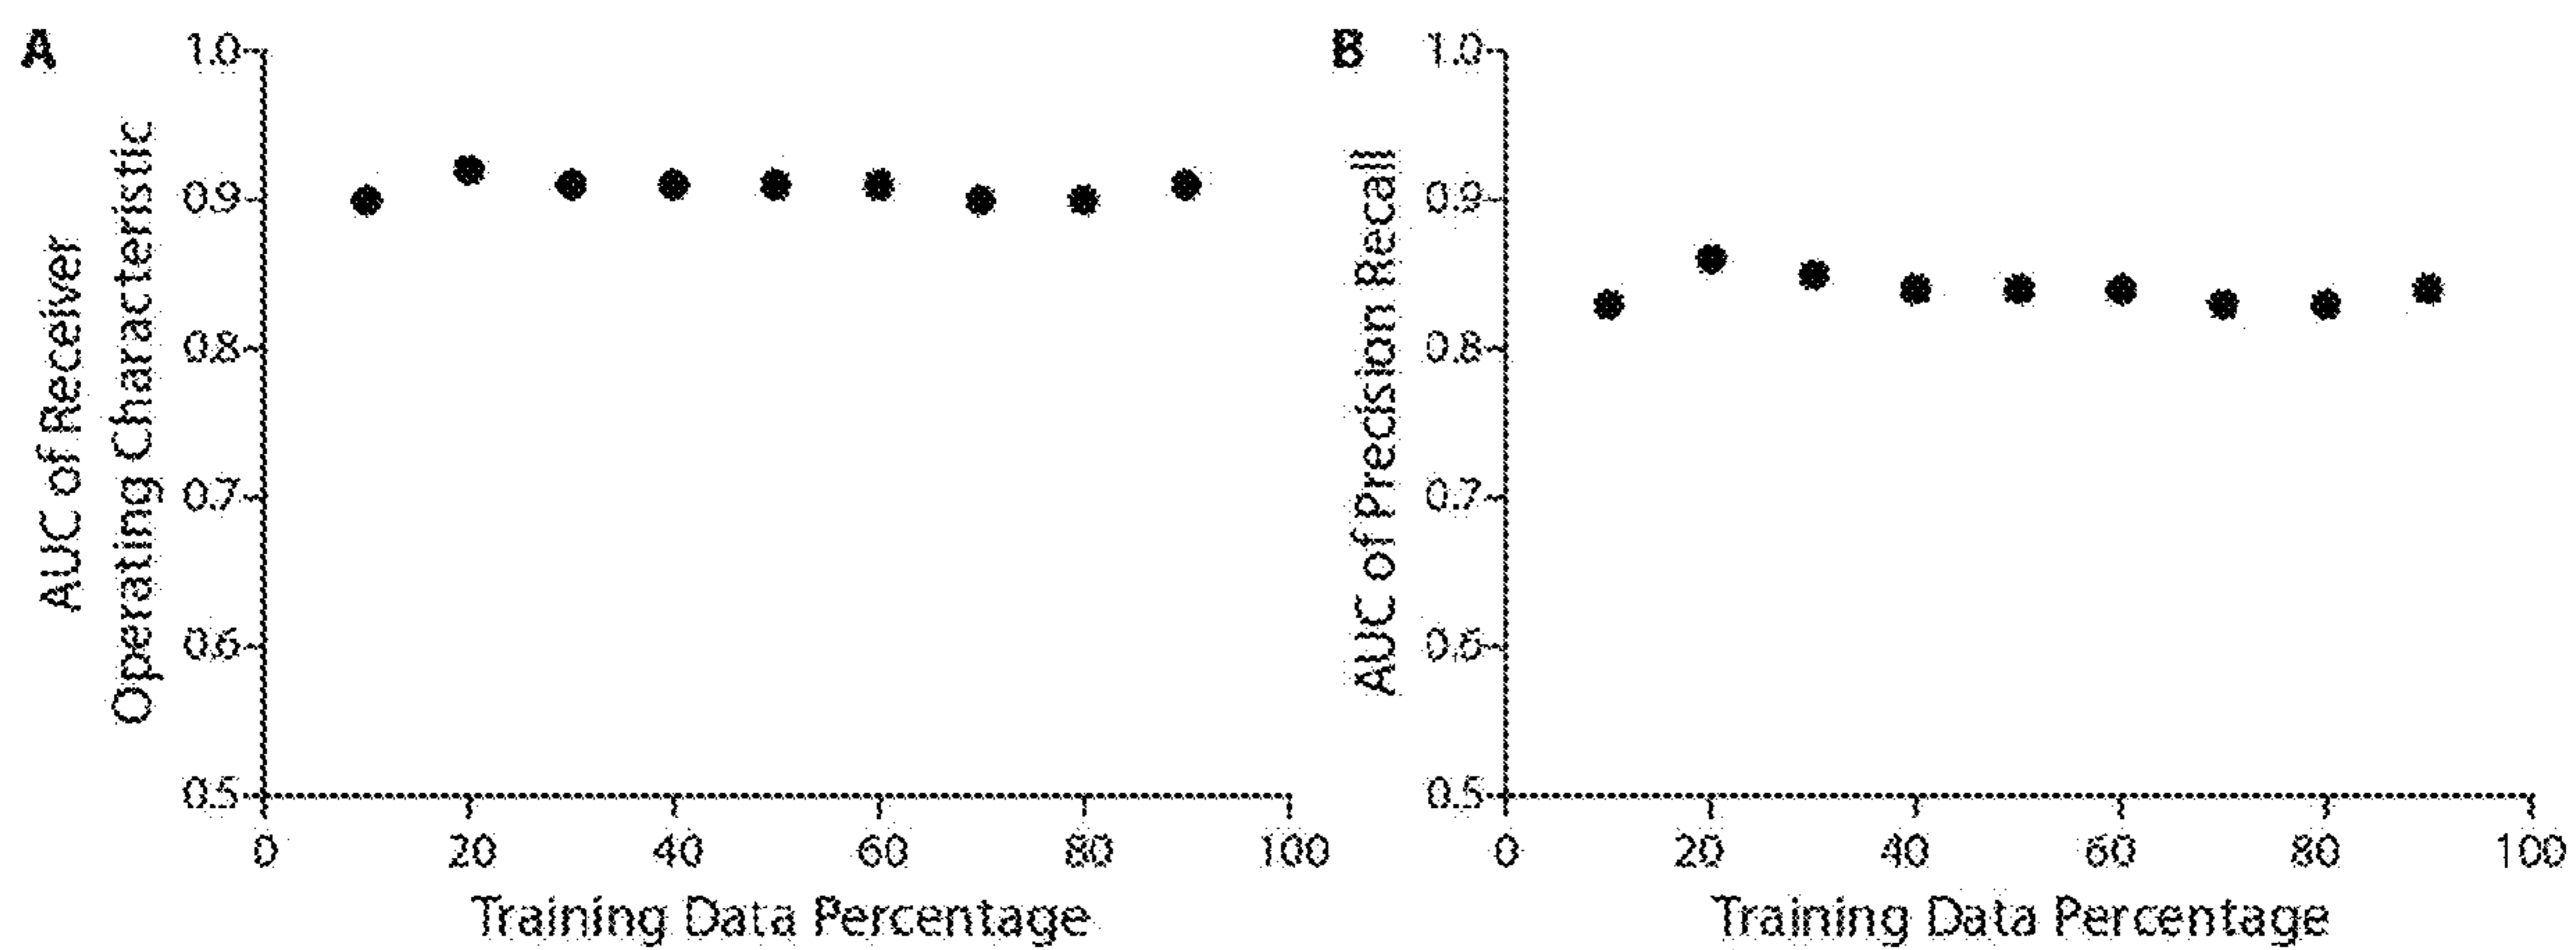 A
1.0
0.9
0.8
0.7
0.6
0.5
AUC of Receiver
Operating Characteristic
0 20 40 60 80 100
Training Data Percentage
B
1.0
0.9
0.8
0.7
0.6
0.5
AUC of Precision Recall
0 20 40 60 80 100
Training Data Percentage